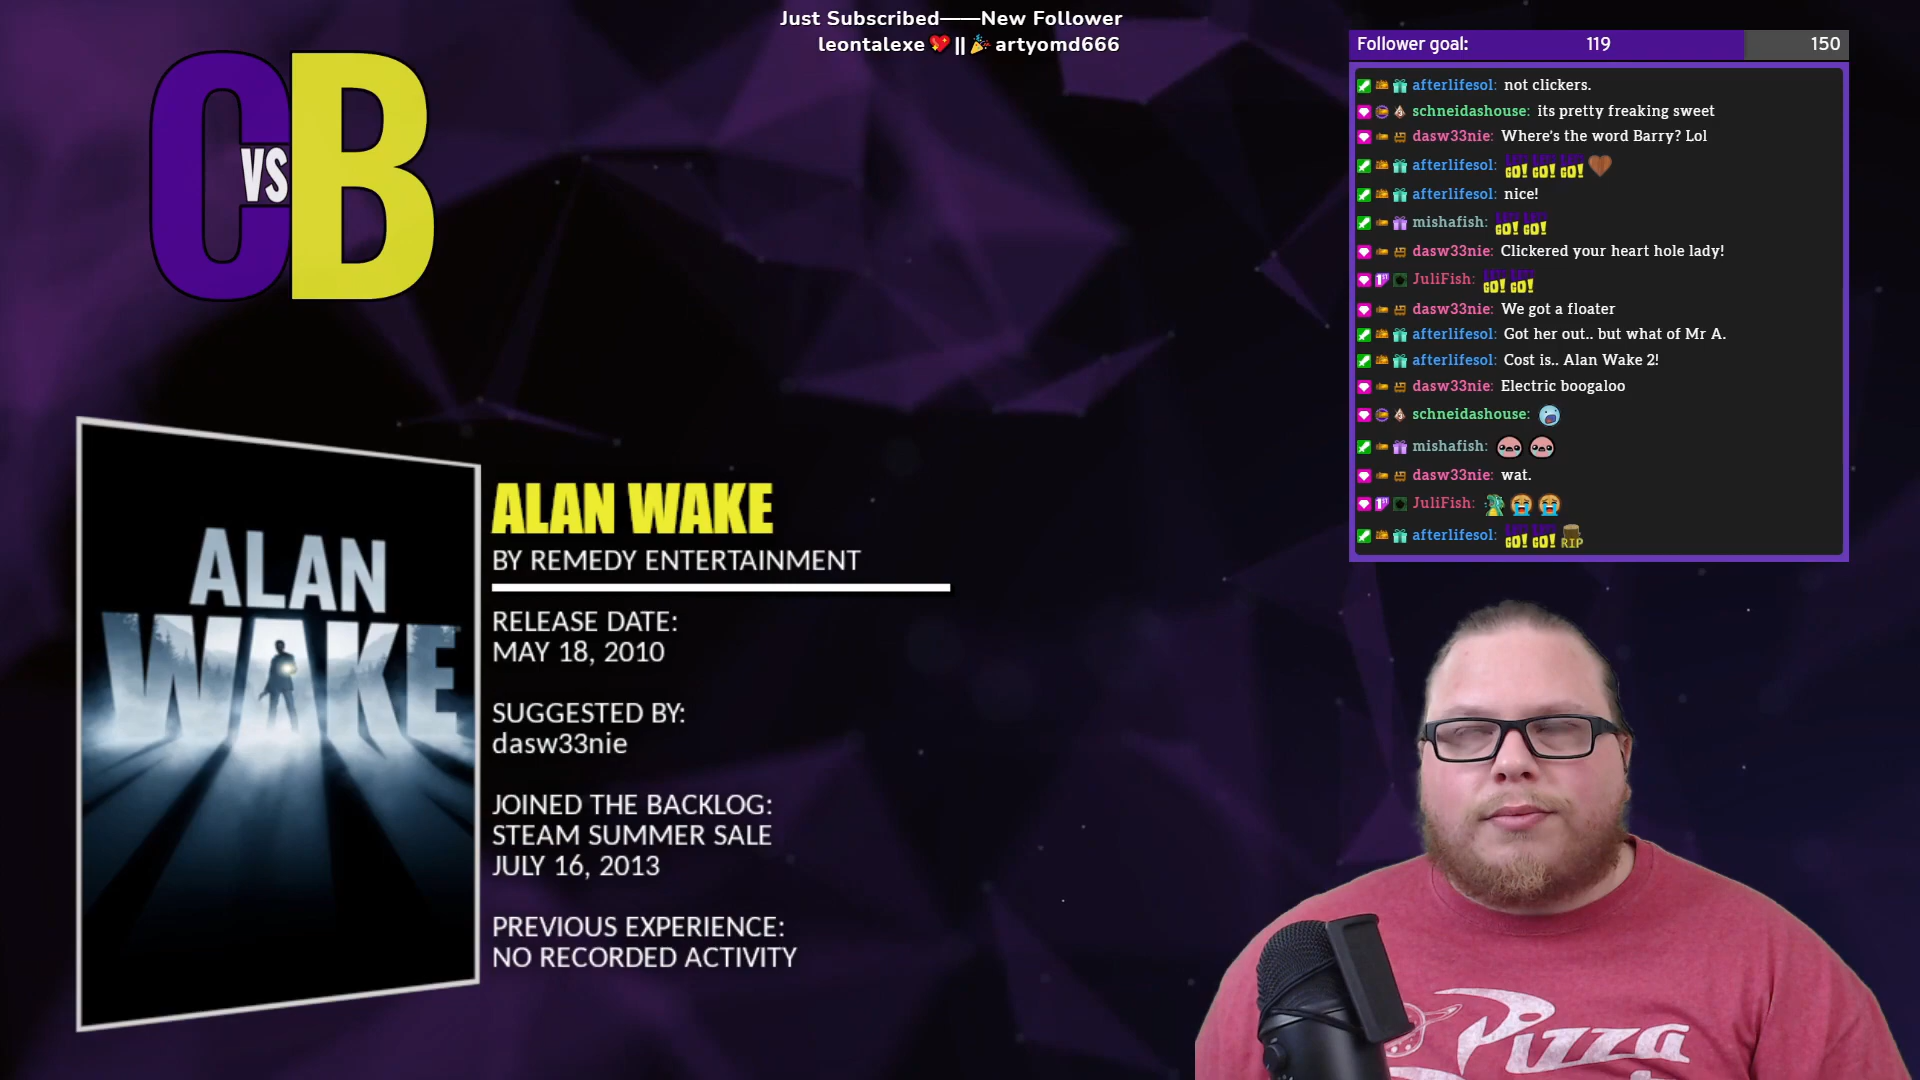 Just Subscribed——New Follower
leontalexe 💖 || 🎉 artyomd666
C VS B
Follower goal: 119 150
afterlifesol: not clickers.
schneidashouse: its pretty freaking sweet
dasw33nie: Where's the word Barry? Lol
afterlifesol: GO! GO! GO!
afterlifesol: nice!
mishafish: GO! GO!
dasw33nie: Clickered your heart hole lady!
JuliFish: GO! GO!
dasw33nie: We got a floater
afterlifesol: Got her out.. but what of Mr A.
afterlifesol: Cost is.. Alan Wake 2!
dasw33nie: Electric boogaloo
schneidashouse:
mishafish:
dasw33nie: wat.
JuliFish: 😭 😭
afterlifesol: GO! GO! RIP
ALAN
WAKE
ALAN WAKE
BY REMEDY ENTERTAINMENT
RELEASE DATE:
MAY 18, 2010
SUGGESTED BY:
dasw33nie
JOINED THE BACKLOG:
STEAM SUMMER SALE
JULY 16, 2013
PREVIOUS EXPERIENCE:
NO RECORDED ACTIVITY
Pizza